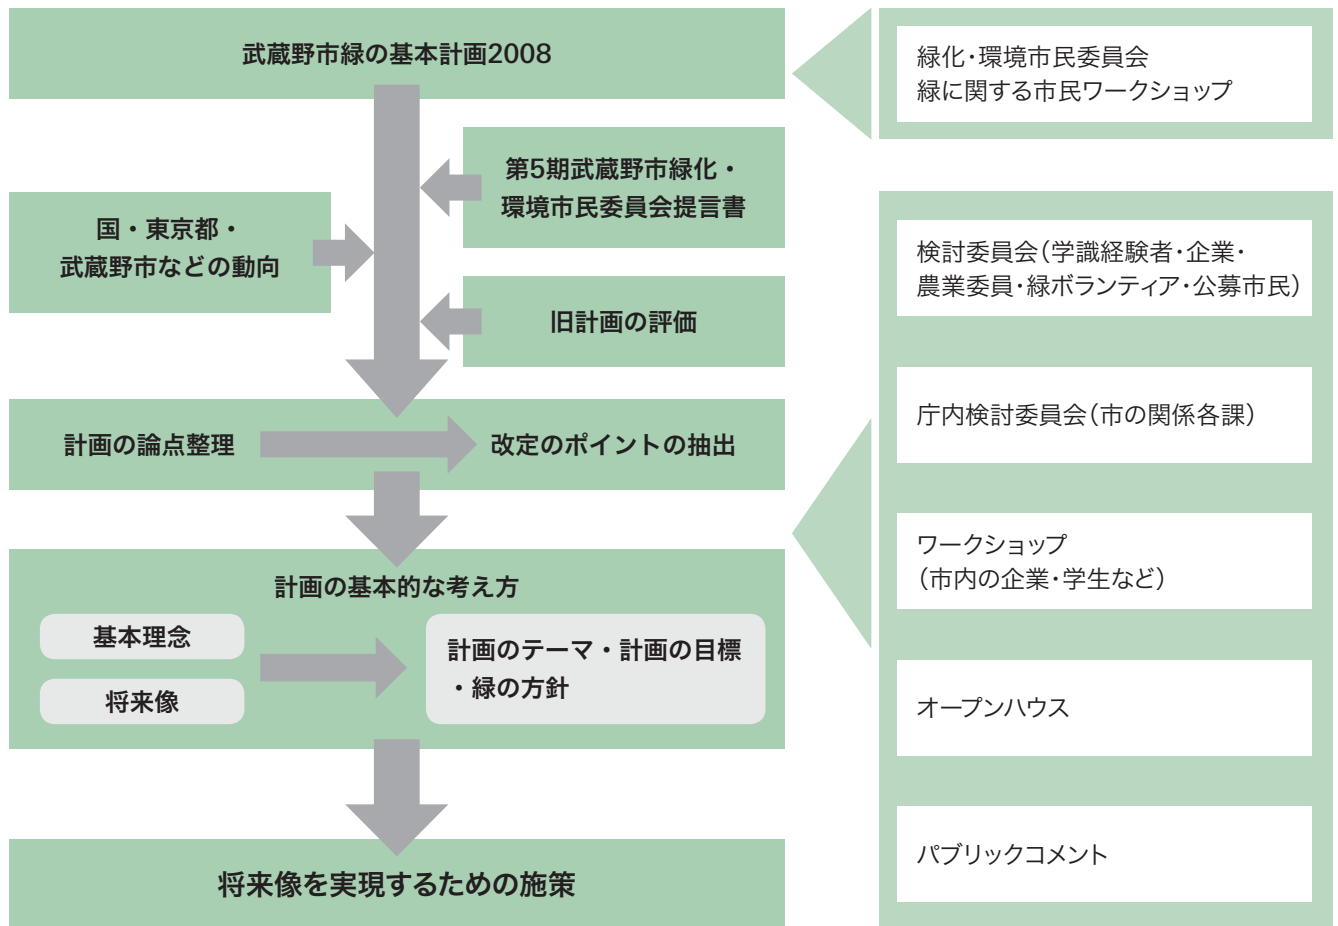 武蔵野市緑の基本計画2008
第5期武蔵野市緑化・
環境市民委員会提言書
国・東京都・
武蔵野市などの動向
旧計画の評価
計画の論点整理
改定のポイントの抽出
計画の基本的な考え方
基本理念
将来像
計画のテーマ・計画の目標
・緑の方針
将来像を実現するための施策
緑化・環境市民委員会
緑に関する市民ワークショップ
検討委員会(学識経験者・企業・
農業委員・緑ボランティア・公募市民)
庁内検討委員会(市の関係各課)
ワークショップ
(市内の企業・学生など)
オープンハウス
パブリックコメント